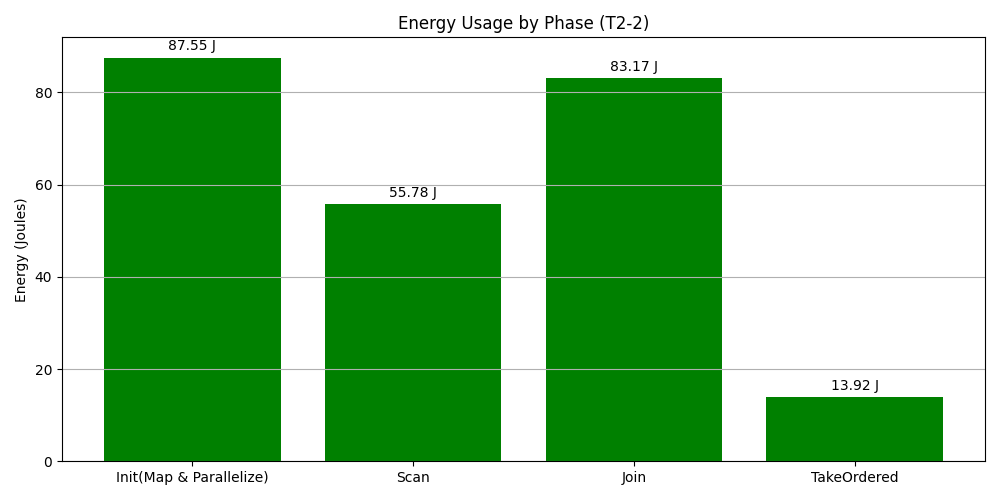 Energy Usage by Phase (T2-2)
87.55 J
83.17 J
55.78 J
13.92 J
Energy (Joules)
80
60
40
20
0
Init(Map & Parallelize)
Scan
Join
TakeOrdered